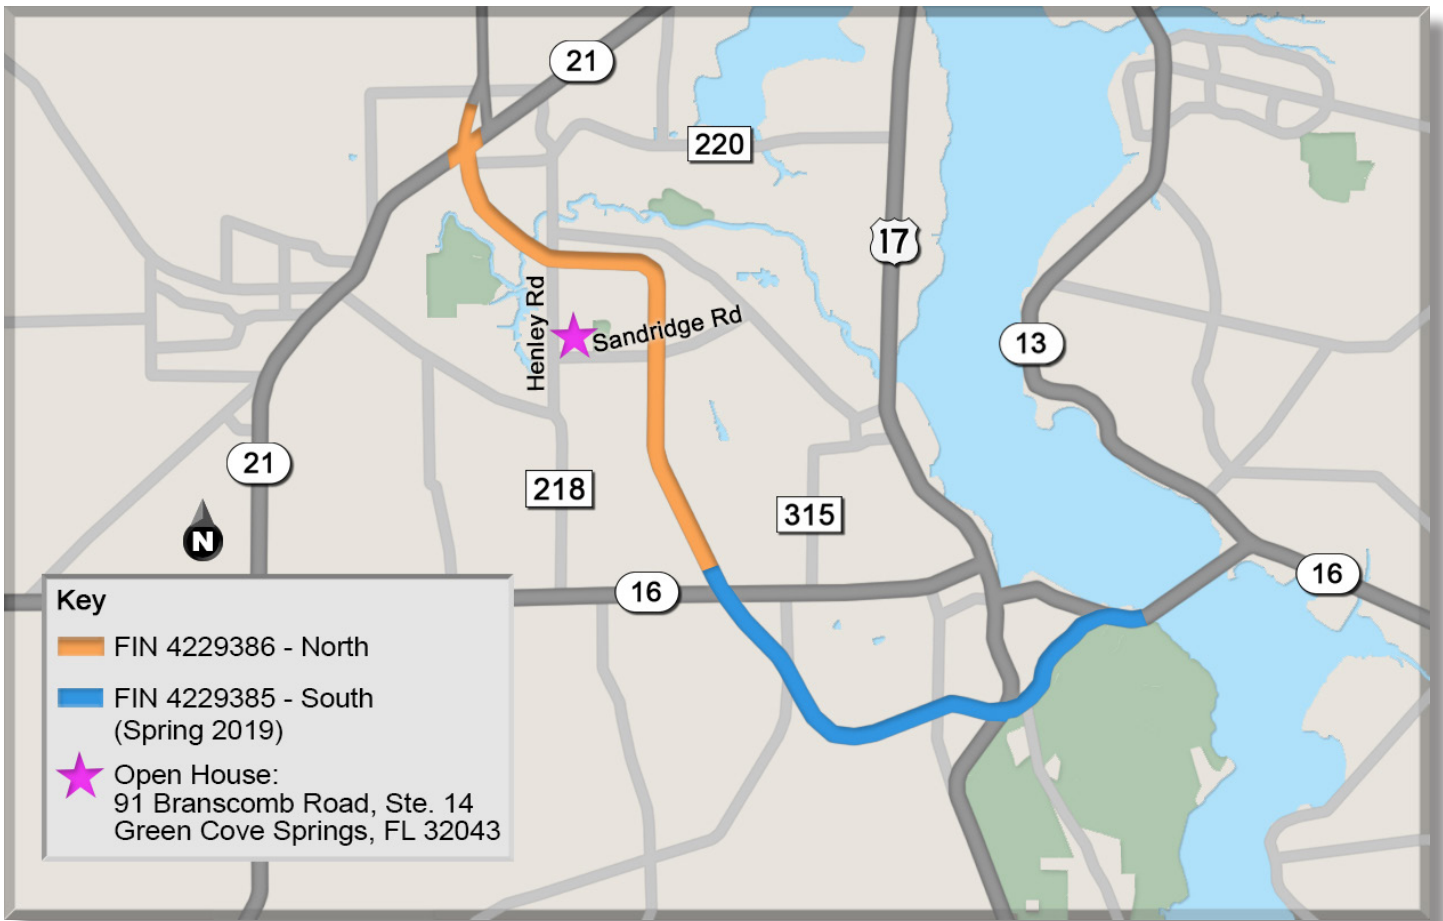 21
220
17
Henley Rd
Sandridge Rd
13
21
218
315
N
16
16
Key
FIN 4229386 - North
FIN 4229385 - South
(Spring 2019)
Open House:
91 Branscomb Road, Ste. 14
Green Cove Springs, FL 32043